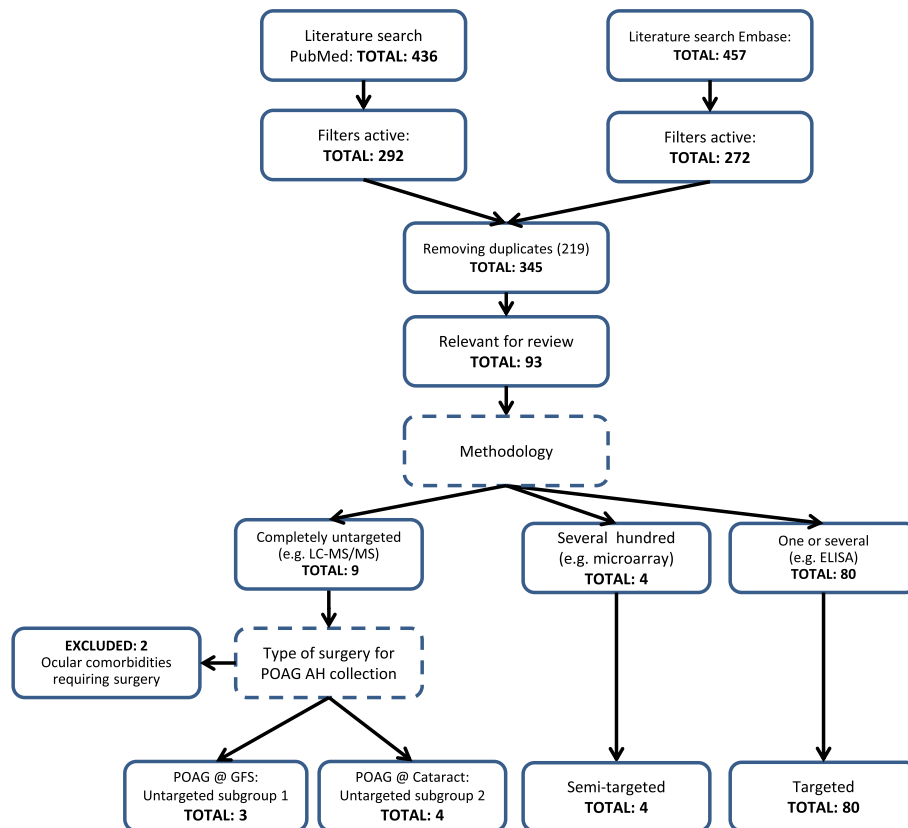 Literature search
PubMed: TOTAL: 436
Literature search Embase:
TOTAL: 457
Filters active:
TOTAL: 292
Filters active:
TOTAL: 272
Removing duplicates (219)
TOTAL: 345
Relevant for review
TOTAL: 93
Methodology
Completely untargeted
(e.g. LC-MS/MS)
TOTAL: 9
Several hundred
(e.g. microarray)
TOTAL: 4
One or several
(e.g. ELISA)
TOTAL: 80
EXCLUDED: 2
Ocular comorbidities
requiring surgery
Type of surgery for
POAG AH collection
POAG @ GFS:
Untargeted subgroup 1
TOTAL: 3
POAG @ Cataract:
Untargeted subgroup 2
TOTAL: 4
Semi-targeted
TOTAL: 4
Targeted
TOTAL: 80